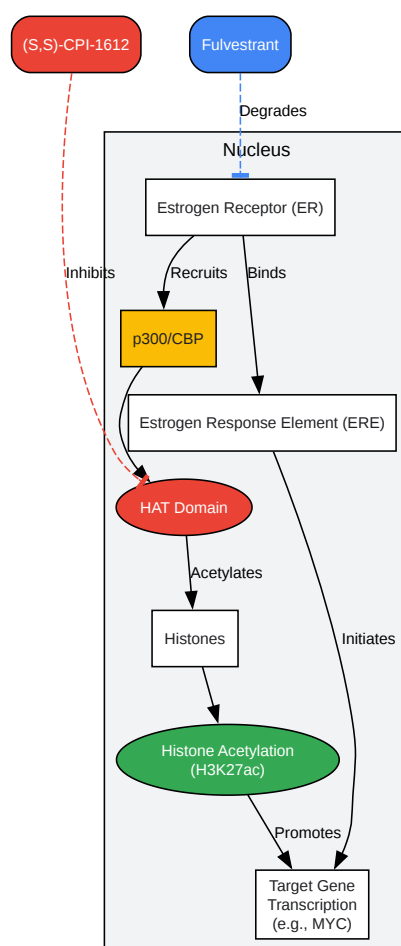 (S,S)-CPI-1612
Fulvestrant
Degrades
Nucleus
Estrogen Receptor (ER)
Inhibits
Recruits
Binds
p300/CBP
Estrogen Response Element (ERE)
HAT Domain
Acetylates
Histones
Initiates
Histone Acetylation
(H3K27ac)
Promotes
Target Gene
Transcription
(e.g., MYC)